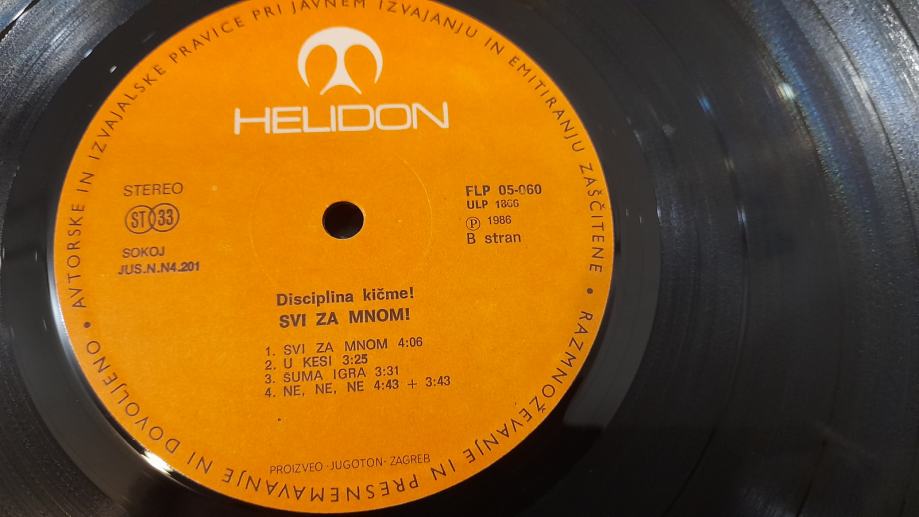 AVTORSKE IN IZVAJALSKE PRAVICE PRI JAVNEM IZVAJANJU IN EMITIRANJU ZAŠČITENE • RAZMNOŽEVANJE IN PRESNEMAVANJE NI DOVOLJENO •
HELIDON
STEREO
ST 33
SOKOJ
JUS.N.N4.201
FLP 05-060
ULP 1866
Ⓟ 1986
B stran
Disciplina kičme!
SVI ZA MNOM!
1. SVI ZA MNOM 4:06
2. U KESI 3:25
3. ŠUMA IGRA 3:31
4. NE, NE, NE 4:43 + 3:43
PROIZVEO - JUGOTON - ZAGREB